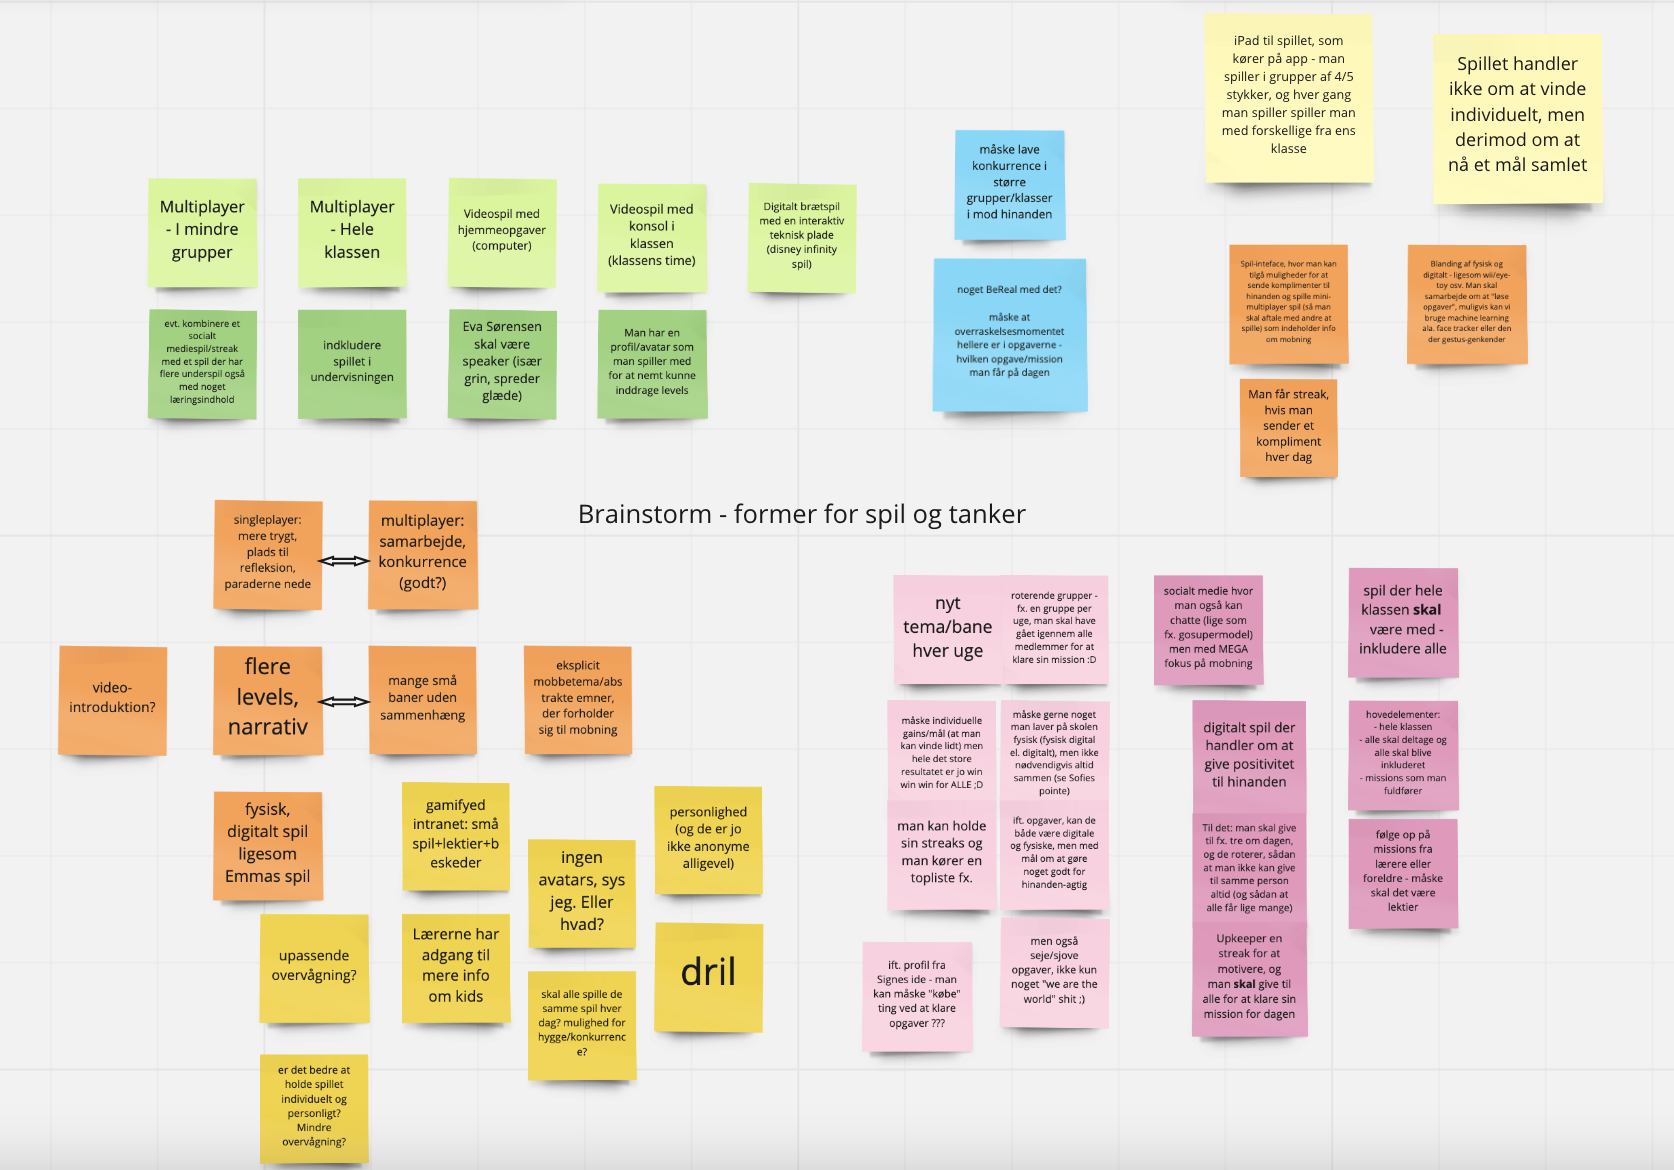 iPad til spillet, som
kører på app - man
spiller i grupper af 4/5
stykker, og hver gang
man spiller spiller man
med forskellige fra ens
klasse
Spillet handler
ikke om at vinde
individuelt, men
derimod om at
nå et mål samlet
måske lave
konkurrence i
større
grupper/klasser
i mod hinanden
Multiplayer
- I mindre
grupper
Multiplayer
- Hele
klassen
Videospil med
hjemmeopgaver
(computer)
Videospil med
konsol i
klassen
(klassens time)
Digitalt brætspil
med en interaktiv
teknisk plade
(disney infinity
spil)
noget BeReal med det?
måske at
overraskelsesmomentet
hellere er i opgaverne -
hvilken opgave/mission
man får på dagen
Spil-inteface, hvor man kan
tilgå muligheder for at
sende komplimenter til
hinanden og spille mini-
multiplayer spil (så man
skal aftale med andre at
spille) som indeholder info
om mobning
Blanding af fysisk og
digitalt - ligesom wii/eye-
toy osv. Man skal
samarbejde om at "løse
opgaver", muligvis kan vi
bruge machine learning
ala. face tracker eller den
der gestus-genkender
evt. kombinere et
socialt
mediespil/streak
med et spil der har
flere underspil også
med noget
læringsindhold
indkludere
spillet i
undervisningen
Eva Sørensen
skal være
speaker (især
grin, spreder
glæde)
Man har en
profil/avatar som
man spiller med
for at nemt kunne
inddrage levels
Man får streak,
hvis man
sender et
kompliment
hver dag
Brainstorm - former for spil og tanker
singleplayer:
mere trygt,
plads til
refleksion,
paraderne nede
multiplayer:
samarbejde,
konkurrence
(godt?)
video-
introduktion?
flere
levels,
narrativ
mange små
baner uden
sammenhæng
eksplicit
mobbetema/abs
trakte emner,
der forholder
sig til mobning
fysisk,
digitalt spil
ligesom
Emmas spil
gamifyed
intranet: små
spil+lektier+b
eskeder
ingen
avatars, sys
jeg. Eller
hvad?
personlighed
(og de er jo
ikke anonyme
alligevel)
upassende
overvågning?
Lærerne har
adgang til
mere info
om kids
skal alle spille de
samme spil hver
dag? mulighed for
hygge/konkurrenc
e?
dril
er det bedre at
holde spillet
individuelt og
personligt?
Mindre
overvågning?
nyt
tema/bane
hver uge
roterende grupper -
fx. en gruppe per
uge, man skal have
gået igennem alle
medlemmer for at
klare sin mission :D
måske individuelle
gains/mål (at man
kan vinde lidt) men
hele det store
resultatet er jo win
win win for ALLE ;D
måske gerne noget
man laver på skolen
fysisk (fysisk digital
el. digitalt), men ikke
nødvendigvis altid
sammen (se Sofies
pointe)
man kan holde
sin streaks og
man kører en
topliste fx.
ift. opgaver, kan de
både være digitale
og fysiske, men med
mål om at gøre
noget godt for
hinanden-agtig
ift. profil fra
Signes ide - man
kan måske "købe"
ting ved at klare
opgaver ???
men også
seje/sjove
opgaver, ikke kun
noget "we are the
world" shit ;)
socialt medie hvor
man også kan
chatte (lige som
fx. gosupermodel)
men med MEGA
fokus på mobning
spil der hele
klassen skal
være med -
inkludere alle
digitalt spil der
handler om at
give positivitet
til hinanden
hovedelementer:
- hele klassen
- alle skal deltage og
alle skal blive
inkluderet
- missions som man
fuldfører
Til det: man skal give
til fx. tre om dagen,
og de roterer, sådan
at man ikke kan give
til samme person
altid (og sådan at
alle får lige mange)
følge op på
missions fra
lærere eller
foreldre - måske
skal det være
lektier
Upkeeper en
streak for at
motivere, og
man skal give til
alle for at klare sin
mission for dagen